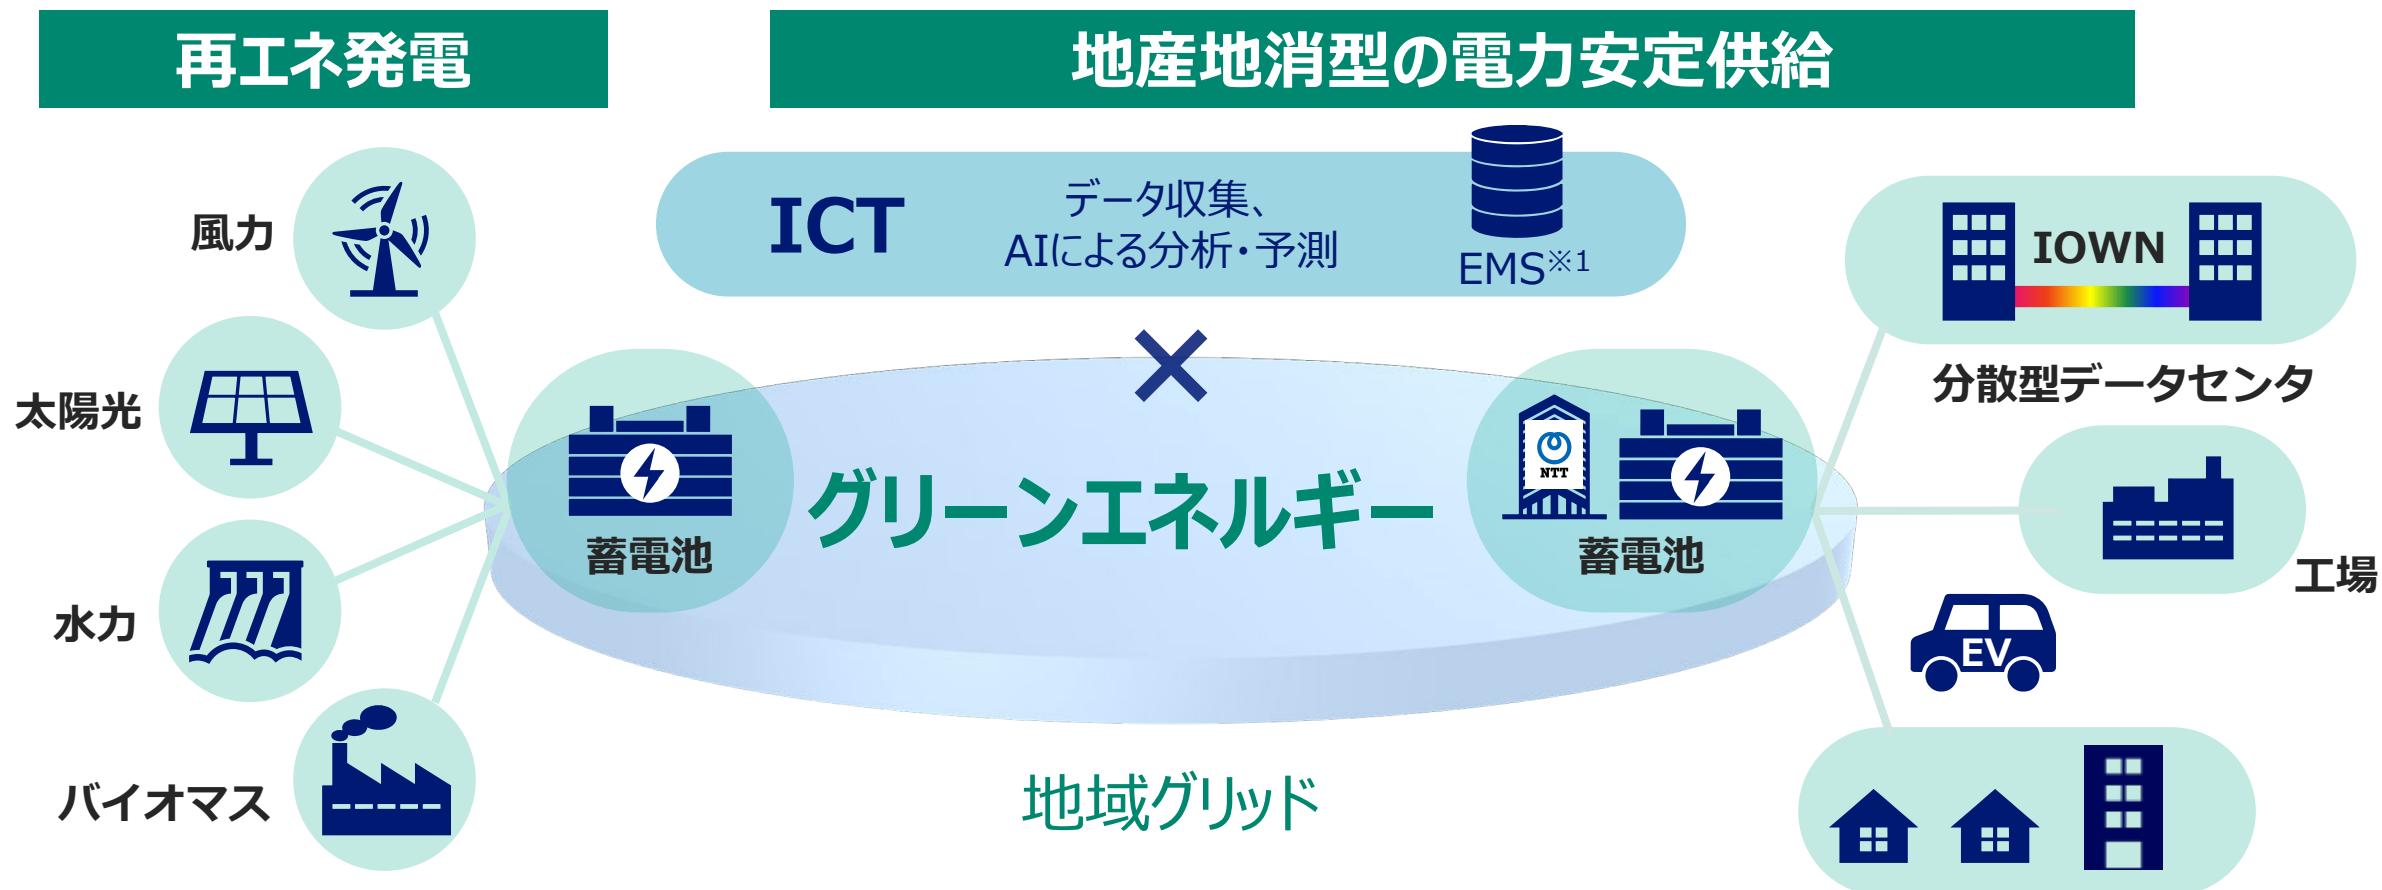 再エネ発電
地産地消型の電力安定供給
風力
太陽光
水力
バイオマス
ICT
データ収集、
AIによる分析・予測
EMS※1
×
蓄電池
グリーンエネルギー
NTT
蓄電池
地域グリッド
IOWN
分散型データセンタ
工場
EV